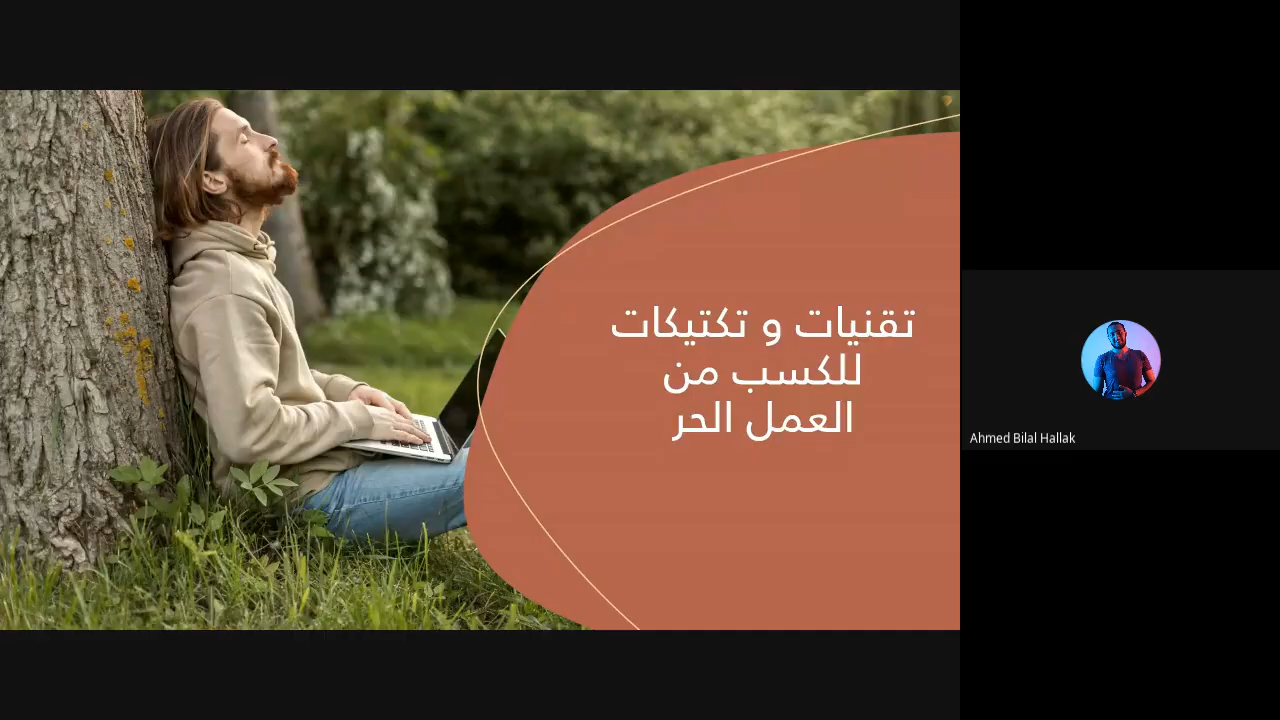 تقنيات و تكتيكات
للكسب من
العمل الحر
Ahmed Bilal Hallak